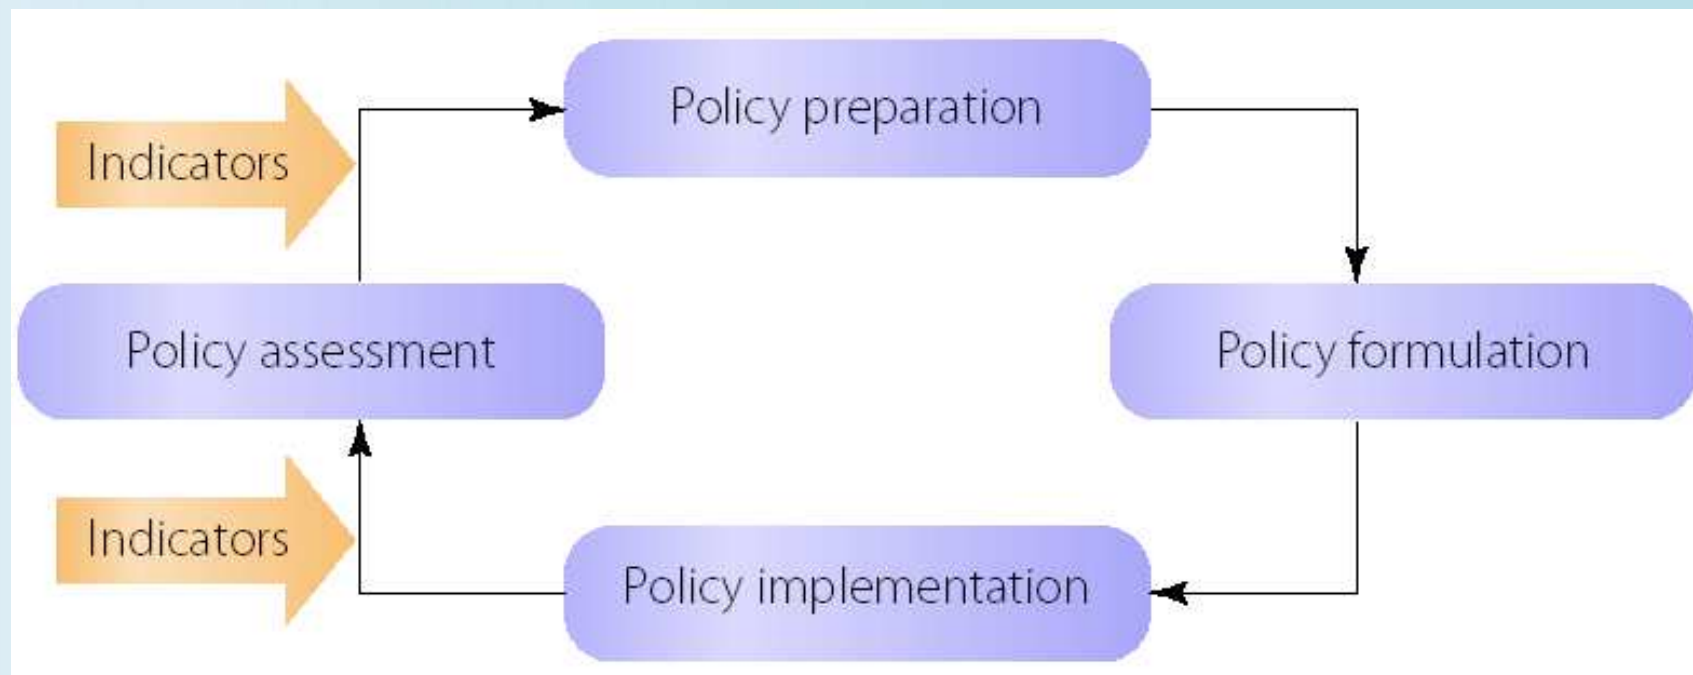 Policy preparation
Indicators
Policy assessment
Policy formulation
Indicators
Policy implementation